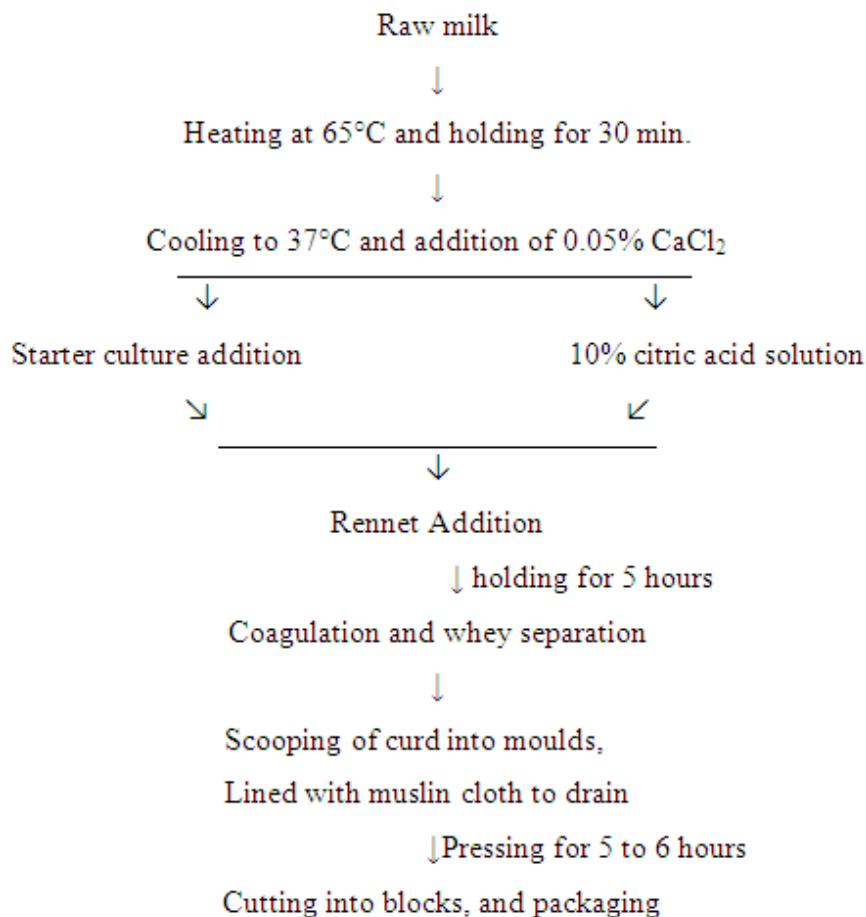 Raw milk
↓
Heating at 65°C and holding for 30 min.
↓
Cooling to 37°C and addition of 0.05% CaCl₂
↓ ↓
Starter culture addition 10% citric acid solution
↘ ↙
↓
Rennet Addition
↓ holding for 5 hours
Coagulation and whey separation
↓
Scooping of curd into moulds,
Lined with muslin cloth to drain
↓Pressing for 5 to 6 hours
Cutting into blocks, and packaging